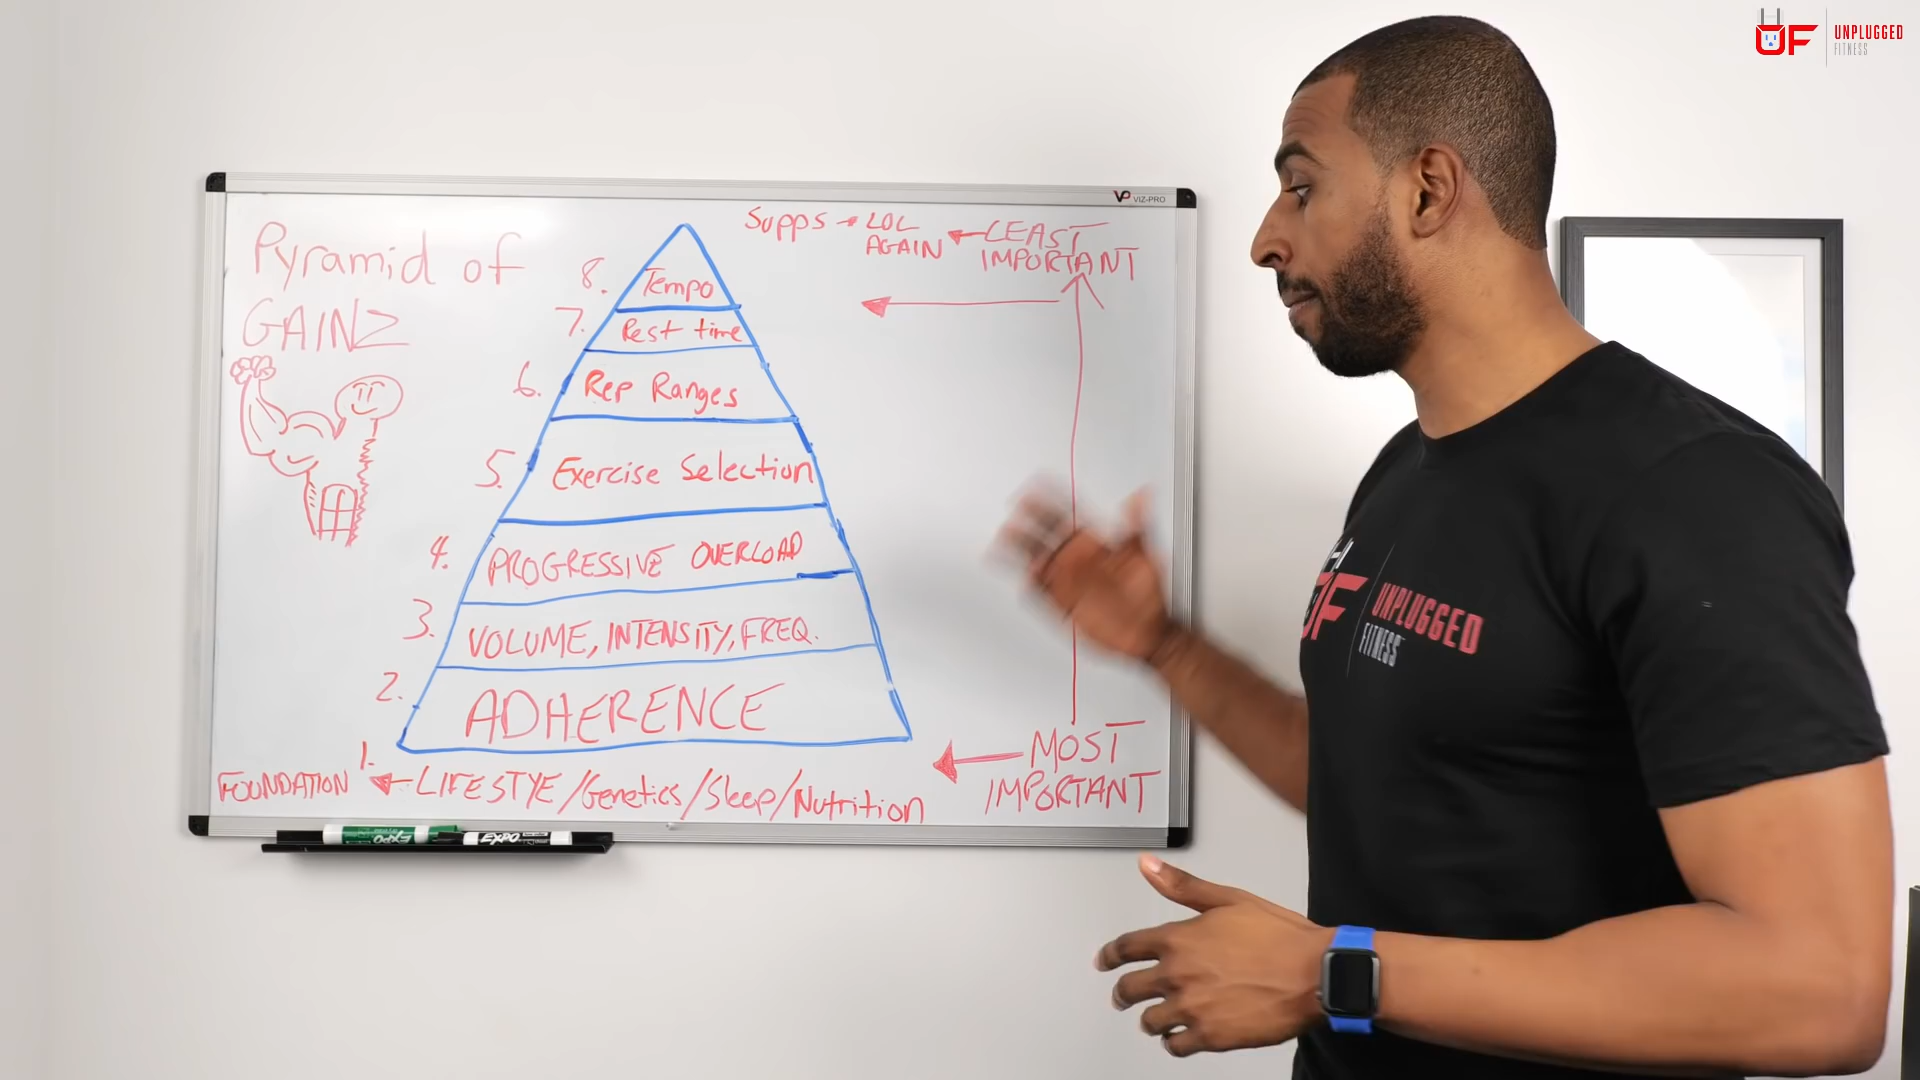 UNPLUGGED
FITNESS
VP VIZ-PRO
Pyramid of
GAINZ
Supps → LOL
AGAIN
LEAST
IMPORTANT
8. Tempo
7. Rest time
6. Rep Ranges
5. Exercise Selection
4. PROGRESSIVE OVERLOAD
3. VOLUME, INTENSITY, FREQ.
2. ADHERENCE
1.
FOUNDATION ← LIFESTYE/Genetics/Sleep/Nutrition
MOST
IMPORTANT
EXPO
EXPO
UF UNPLUGGED
FITNESS